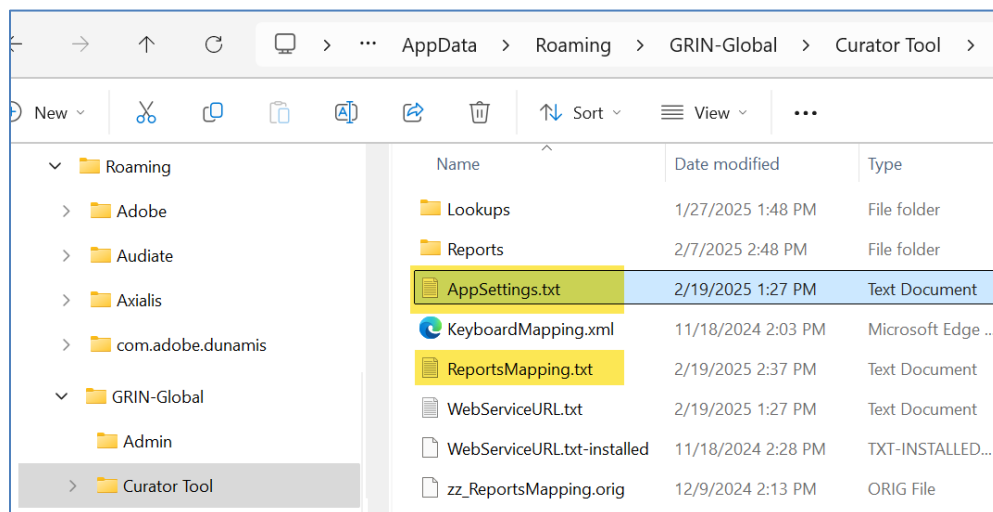 … AppData Roaming GRIN-Global Curator Tool
New Sort View
Roaming
Adobe
Audiate
Axialis
com.adobe.dunamis
GRIN-Global
Admin
Curator Tool
Name Date modified Type
Lookups 1/27/2025 1:48 PM File folder
Reports 2/7/2025 2:48 PM File folder
AppSettings.txt 2/19/2025 1:27 PM Text Document
KeyboardMapping.xml 11/18/2024 2:03 PM Microsoft Edge ...
ReportsMapping.txt 2/19/2025 2:37 PM Text Document
WebServiceURL.txt 2/19/2025 1:27 PM Text Document
WebServiceURL.txt-installed 11/18/2024 2:28 PM TXT-INSTALLED...
zz_ReportsMapping.orig 12/9/2024 2:13 PM ORIG File